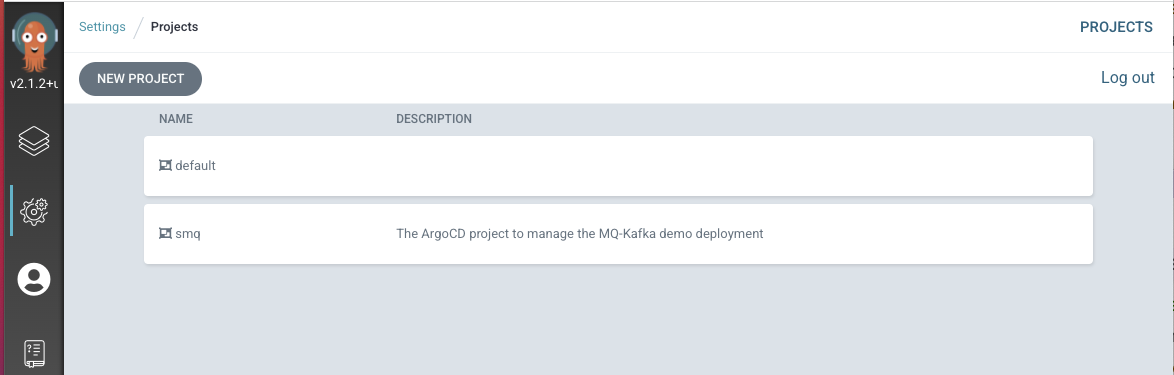 Settings / Projects
PROJECTS
v2.1.2+u
NEW PROJECT
Log out
NAME DESCRIPTION
default
smq The ArgoCD project to manage the MQ-Kafka demo deployment